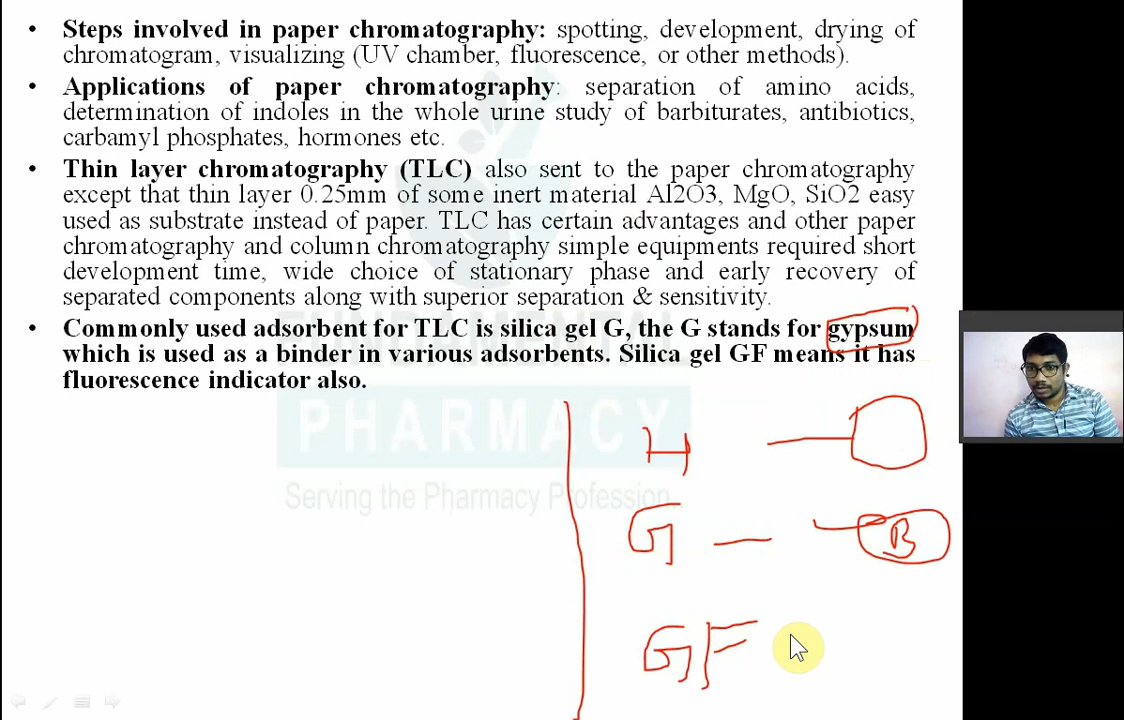 • Steps involved in paper chromatography: spotting, development, drying of
chromatogram, visualizing (UV chamber, fluorescence, or other methods).
• Applications of paper chromatography: separation of amino acids,
determination of indoles in the whole urine study of barbiturates, antibiotics,
carbamyl phosphates, hormones etc.
• Thin layer chromatography (TLC) also sent to the paper chromatography
except that thin layer 0.25mm of some inert material Al2O3, MgO, SiO2 easy
used as substrate instead of paper. TLC has certain advantages and other paper
chromatography and column chromatography simple equipments required short
development time, wide choice of stationary phase and early recovery of
separated components along with superior separation & sensitivity.
• Commonly used adsorbent for TLC is silica gel G, the G stands for gypsum
which is used as a binder in various adsorbents. Silica gel GF means it has
fluorescence indicator also.
FUNDAMENTAL
PHARMACY
H
Serving the Pharmacy Profession
G — B
GF